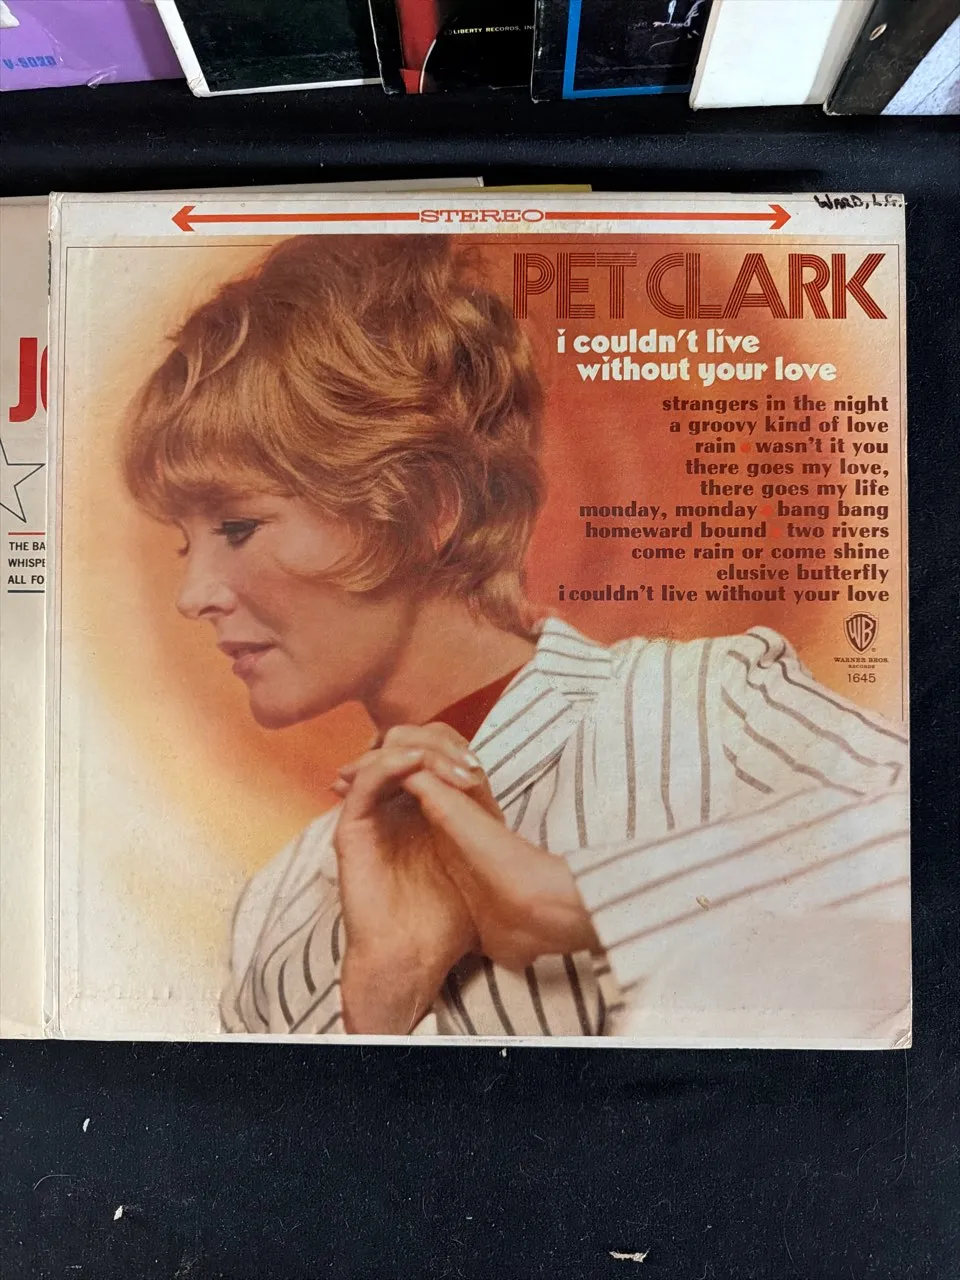 V-5020
LIBERTY RECORDS, IN
STEREO
WARD, L.G.
PET CLARK
i couldn't live
without your love
strangers in the night
a groovy kind of love
rain • wasn't it you
there goes my love,
there goes my life
monday, monday • bang bang
homeward bound • two rivers
come rain or come shine
elusive butterfly
i couldn't live without your love
WB
WARNER BROS.
RECORDS
1645
JO
THE BA
WHISPE
ALL FO